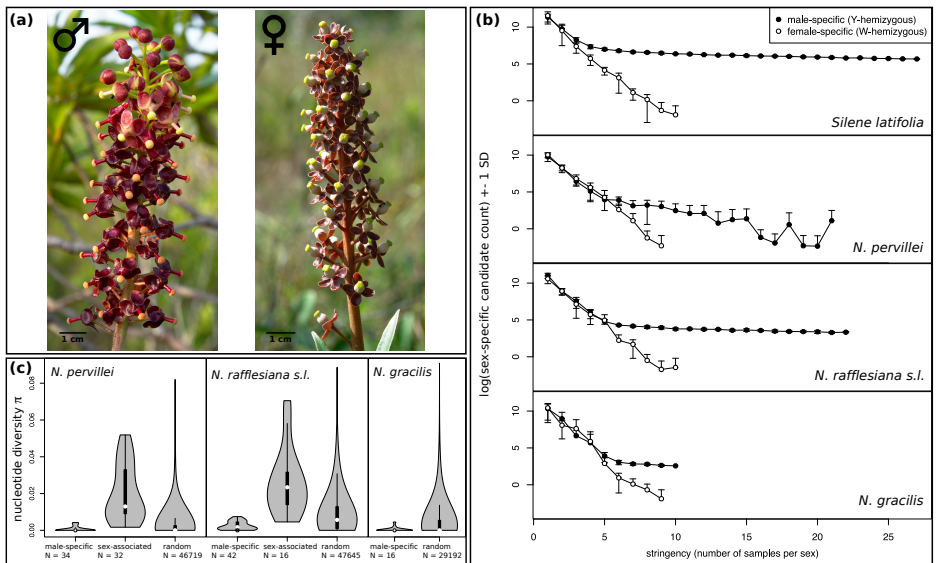 (a)
♂
♀
1 cm
1 cm
(b)
male-specific (Y-hemizygous)
female-specific (W-hemizygous)
log(sex-specific candidate count) +- 1 SD
10
5
0
Silene latifolia
10
5
0
N. pervillei
10
5
0
N. rafflesiana s.l.
10
5
0
N. gracilis
0
5
10
15
20
25
stringency (number of samples per sex)
(c)
N. pervillei
N. rafflesiana s.l.
N. gracilis
nucleotide diversity π
0.08
0.06
0.04
0.02
0.00
male-specific
N = 34
sex-associated
N = 32
random
N = 46719
male-specific
N = 42
sex-associated
N = 16
random
N = 47645
male-specific
N = 16
random
N = 29192